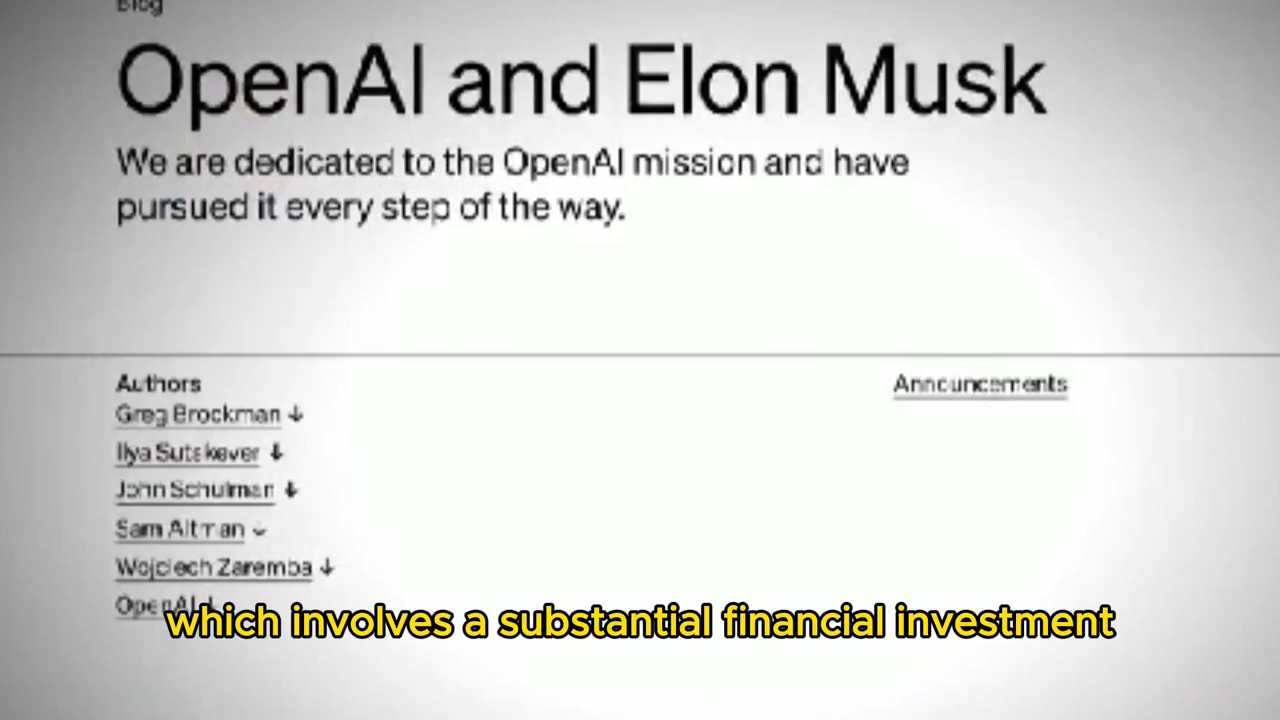 Blog
OpenAI and Elon Musk
We are dedicated to the OpenAI mission and have
pursued it every step of the way.
Authors
Announcements
Greg Brockman ↓
Ilya Sutskever ↓
John Schulman ↓
Sam Altman ↓
Wojciech Zaremba ↓
OpenAI ↓
which involves a substantial financial investment